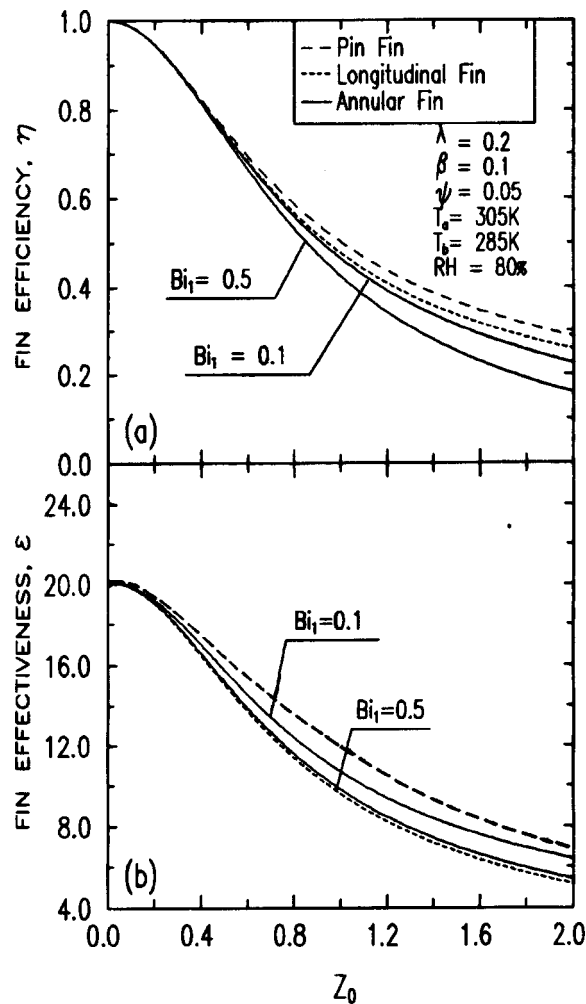 1.0
0.8
0.6
0.4
0.2
0.0
FIN EFFICIENCY, η
Pin Fin
Longitudinal Fin
Annular Fin
λ = 0.2
β = 0.1
ψ = 0.05
Ta= 305K
Tb= 285K
RH = 80%
Bi1= 0.5
Bi1 = 0.1
(a)
24.0
20.0
16.0
12.0
8.0
4.0
FIN EFFECTIVENESS, ε
Bi1=0.1
Bi1=0.5
(b)
0.0 0.4 0.8 1.2 1.6 2.0
Z0